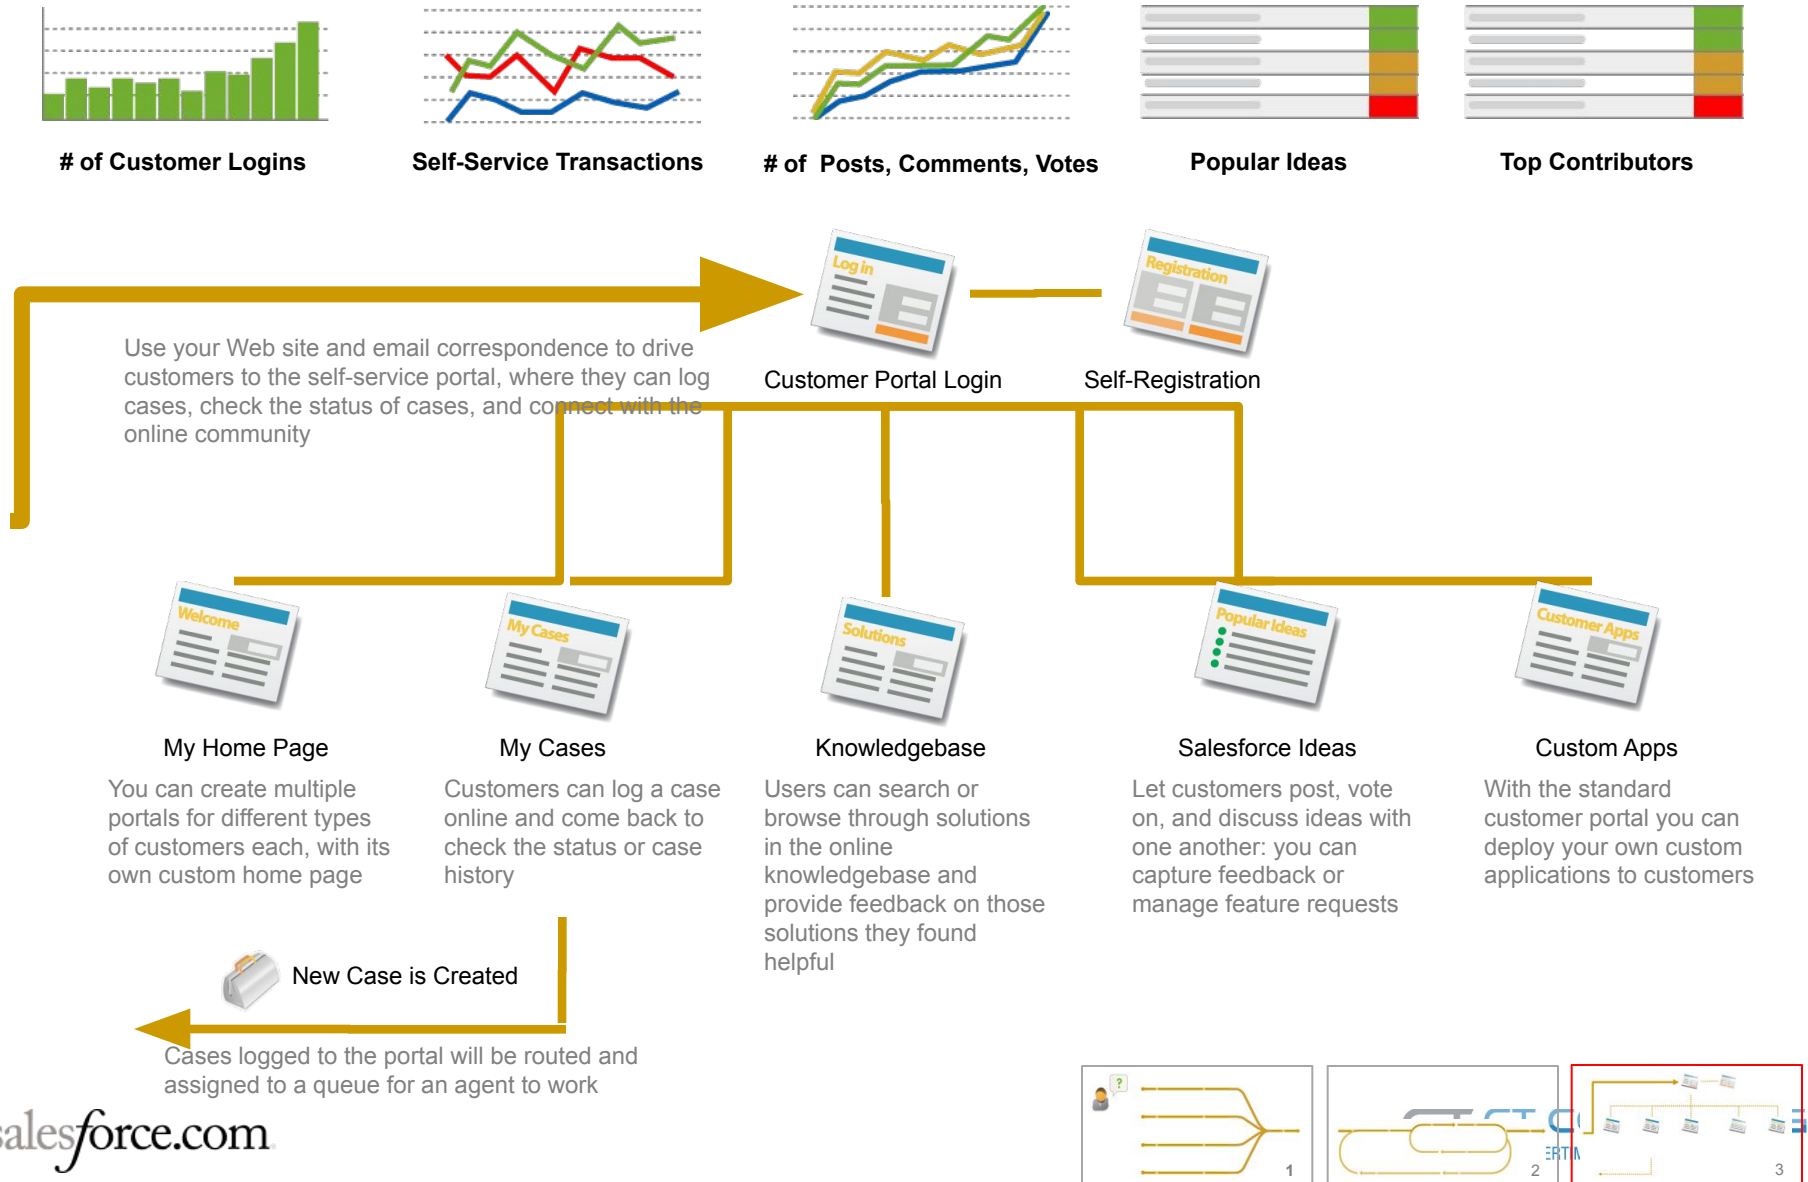 # of Customer Logins
Self-Service Transactions
# of Posts, Comments, Votes
Popular Ideas
Top Contributors
Log in
Registration
Use your Web site and email correspondence to drive
customers to the self-service portal, where they can log
cases, check the status of cases, and connect with the
online community
Customer Portal Login
Self-Registration
Welcome
My Cases
Solutions
Popular Ideas
Customer Apps
My Home Page
My Cases
Knowledgebase
Salesforce Ideas
Custom Apps
You can create multiple
portals for different types
of customers each, with its
own custom home page
Customers can log a case
online and come back to
check the status or case
history
Users can search or
browse through solutions
in the online
knowledgebase and
provide feedback on those
solutions they found
helpful
Let customers post, vote
on, and discuss ideas with
one another: you can
capture feedback or
manage feature requests
With the standard
customer portal you can
deploy your own custom
applications to customers
New Case is Created
Cases logged to the portal will be routed and
assigned to a queue for an agent to work
salesforce.com
?
1
2
3